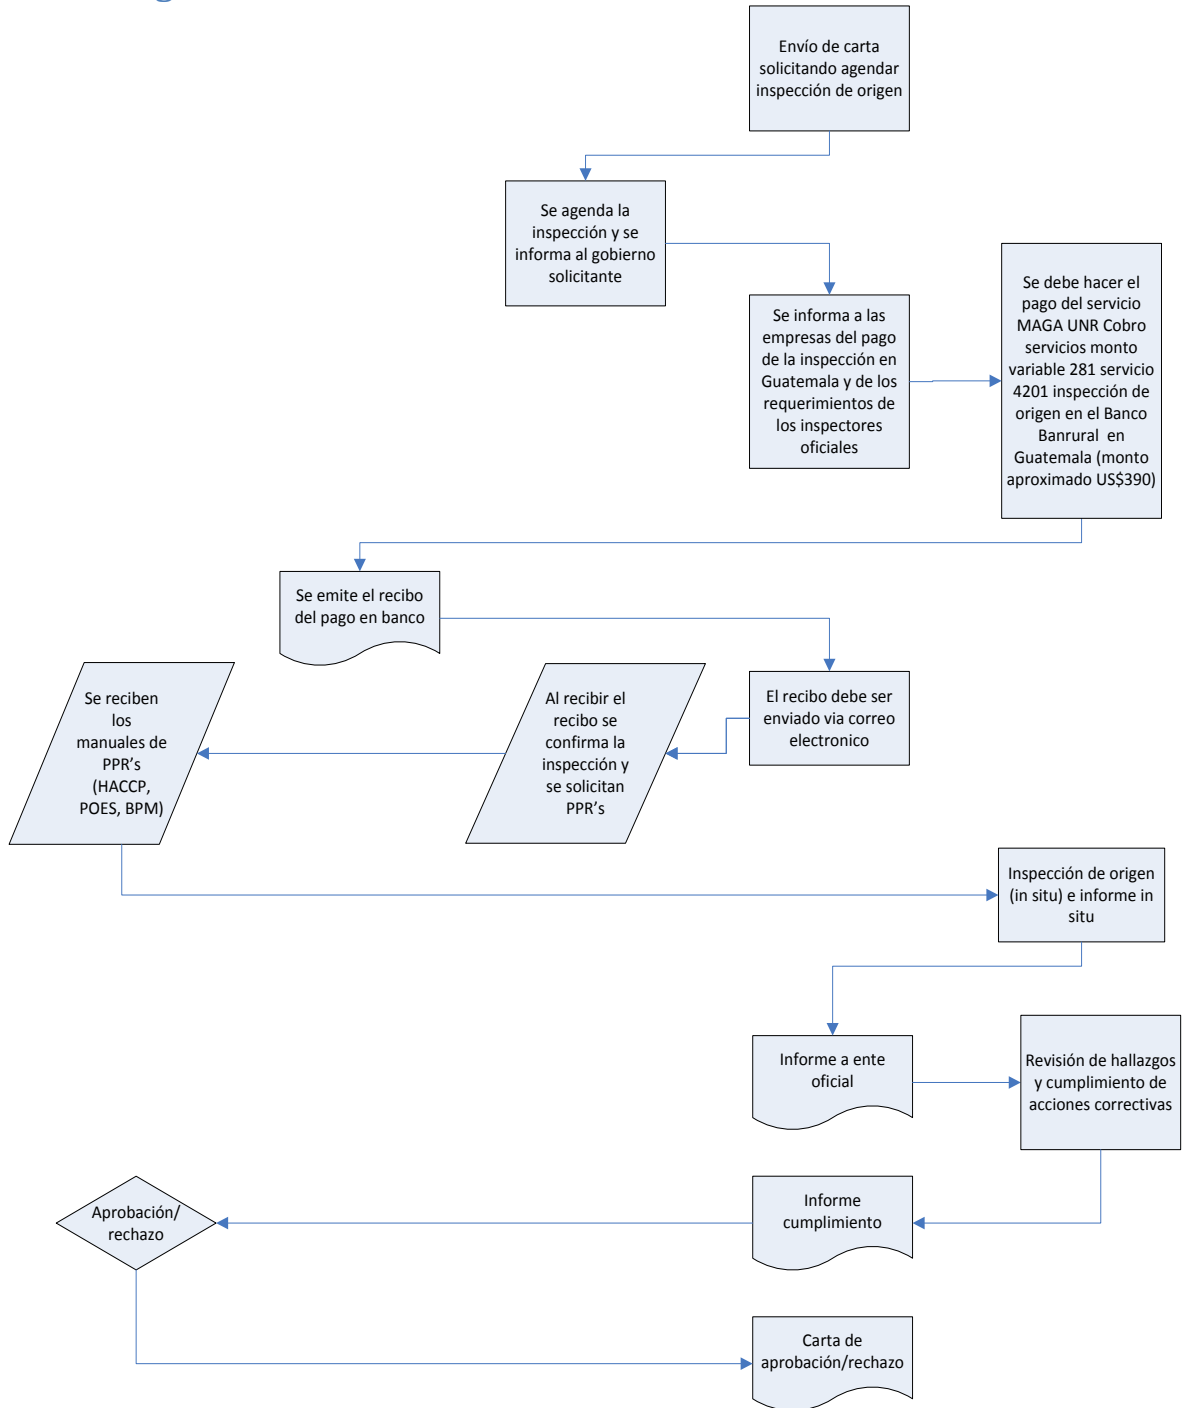 Envío de carta
solicitando agendar
inspección de origen
Se agenda la
inspección y se
informa al gobierno
solicitante
Se informa a las
empresas del pago
de la inspección en
Guatemala y de los
requerimientos de
los inspectores
oficiales
Se debe hacer el
pago del servicio
MAGA UNR Cobro
servicios monto
variable 281 servicio
4201 inspección de
origen en el Banco
Banrural en
Guatemala (monto
aproximado US$390)
Se emite el recibo
del pago en banco
El recibo debe ser
enviado via correo
electronico
Al recibir el
recibo se
confirma la
inspección y
se solicitan
PPR’s
Se reciben
los
manuales de
PPR’s
(HACCP,
POES, BPM)
Inspección de origen
(in situ) e informe in
situ
Informe a ente
oficial
Revisión de hallazgos
y cumplimiento de
acciones correctivas
Informe
cumplimiento
Aprobación/
rechazo
Carta de
aprobación/rechazo